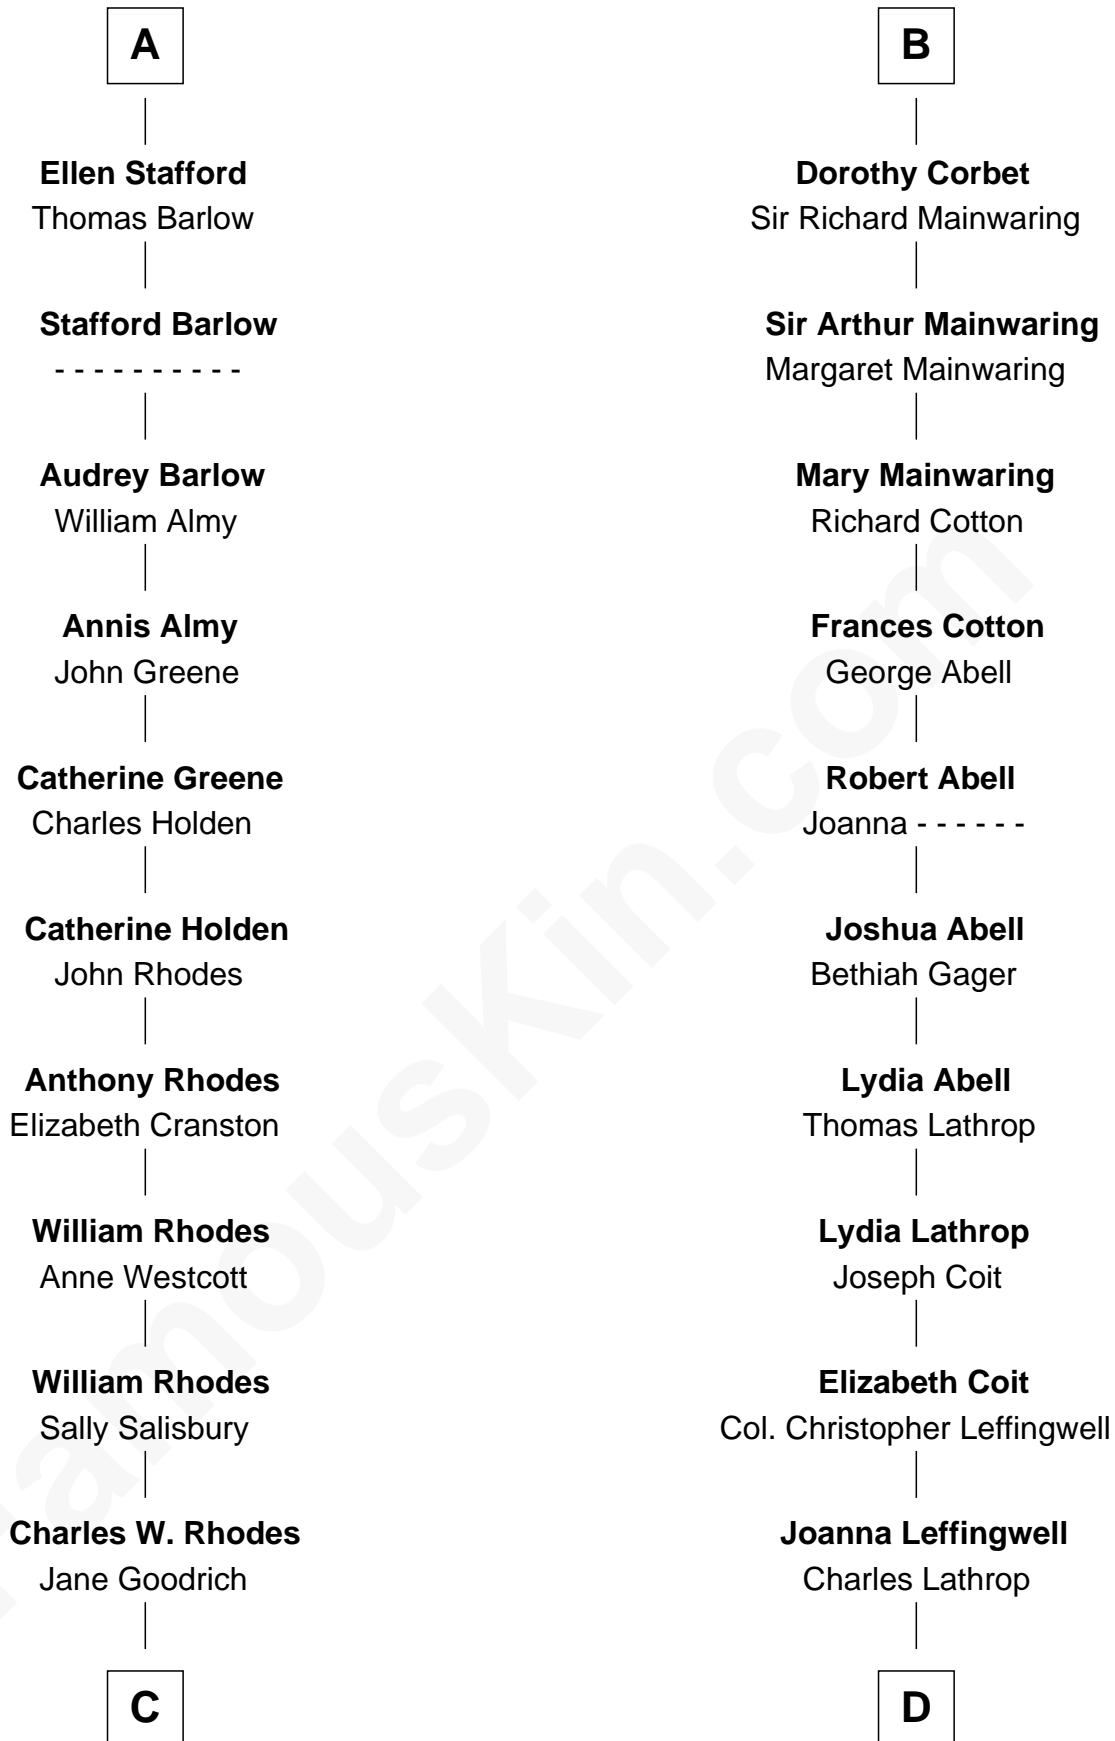 A
Ellen Stafford
Thomas Barlow
Stafford Barlow
- - - - - - - - - -
Audrey Barlow
William Almy
Annis Almy
John Greene
Catherine Greene
Charles Holden
Catherine Holden
John Rhodes
Anthony Rhodes
Elizabeth Cranston
William Rhodes
Anne Westcott
William Rhodes
Sally Salisbury
Charles W. Rhodes
Jane Goodrich
C
B
Dorothy Corbet
Sir Richard Mainwaring
Sir Arthur Mainwaring
Margaret Mainwaring
Mary Mainwaring
Richard Cotton
Frances Cotton
George Abell
Robert Abell
Joanna - - - - - -
Joshua Abell
Bethiah Gager
Lydia Abell
Thomas Lathrop
Lydia Lathrop
Joseph Coit
Elizabeth Coit
Col. Christopher Leffingwell
Joanna Leffingwell
Charles Lathrop
D
FamousKin.com